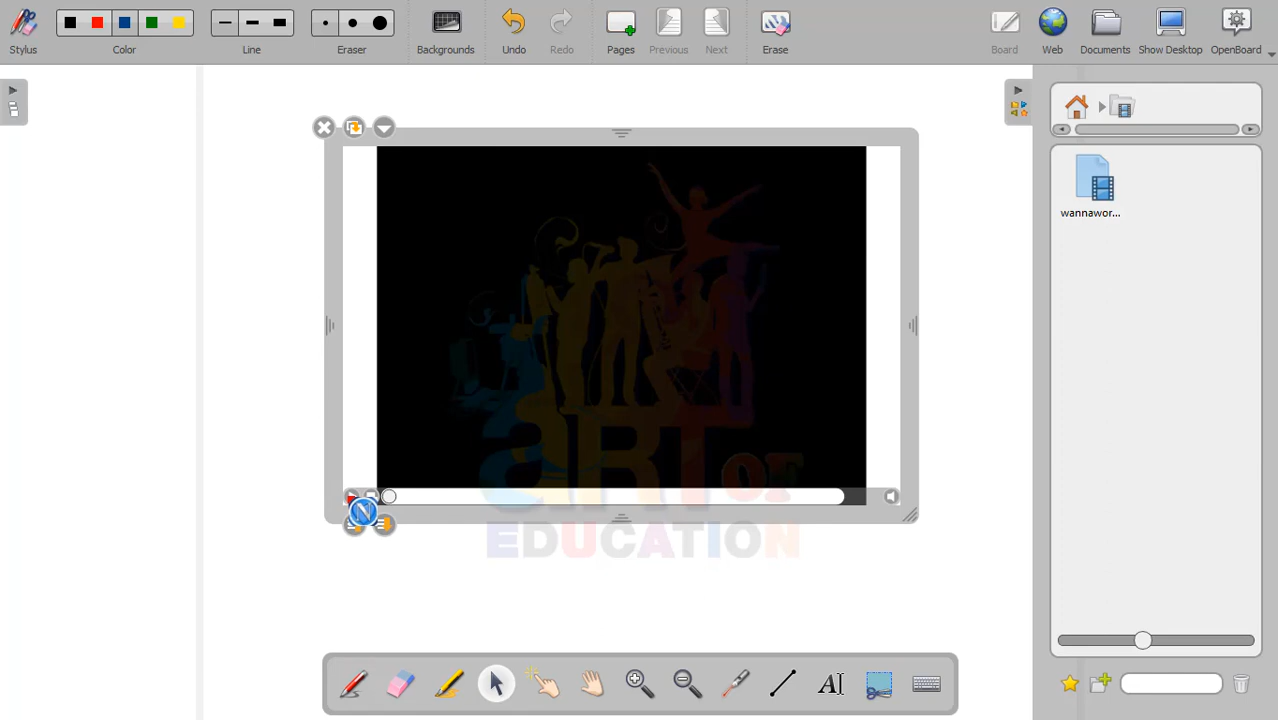 Stylus
Color
Line
Eraser
Backgrounds
Undo
Redo
Pages
Previous
Next
Erase
Board
Web
Documents
Show Desktop
OpenBoard
wannawor...
aRT OF
EDUCATION
AI